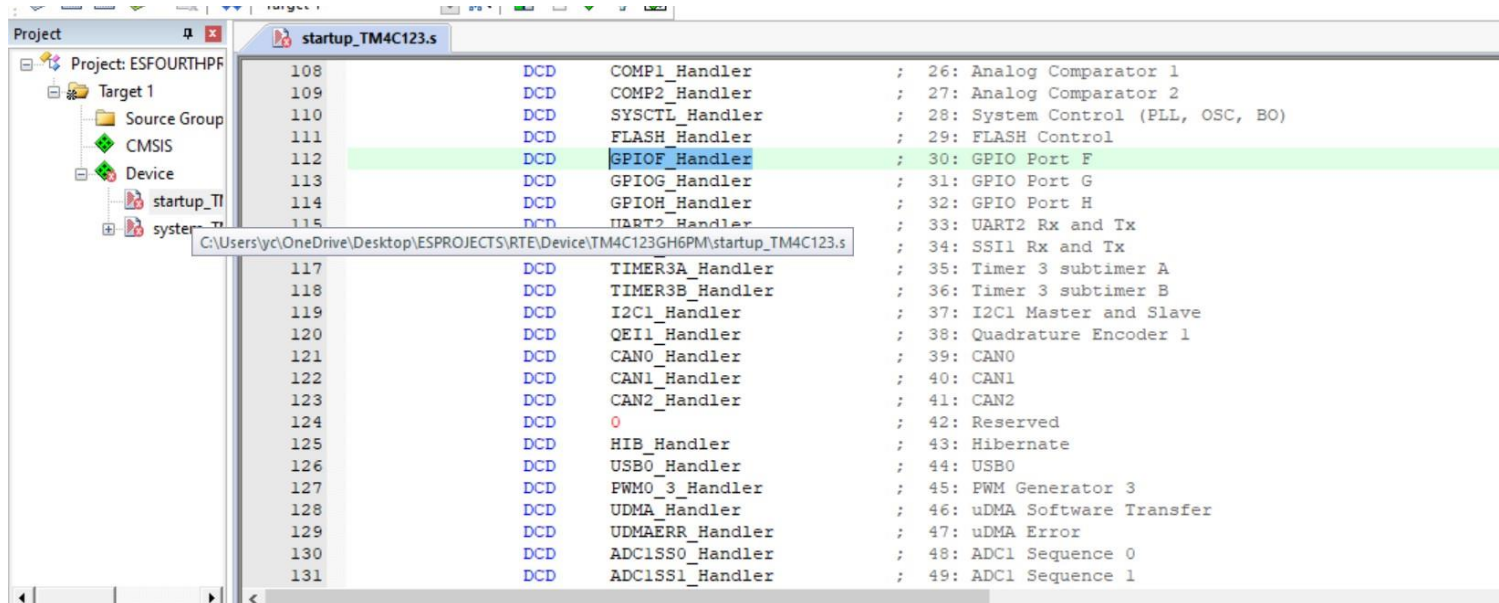 Project
startup_TM4C123.s
Project: ESFOURTHPR
Target 1
Source Group
CMSIS
Device
startup_TI
108 DCD COMP1_Handler ; 26: Analog Comparator 1
109 DCD COMP2_Handler ; 27: Analog Comparator 2
110 DCD SYSCTL_Handler ; 28: System Control (PLL, OSC, BO)
111 DCD FLASH_Handler ; 29: FLASH Control
112 DCD GPIOF_Handler ; 30: GPIO Port F
113 DCD GPIOG_Handler ; 31: GPIO Port G
114 DCD GPIOH_Handler ; 32: GPIO Port H
115 DCD UART2_Handler ; 33: UART2 Rx and Tx
C:\Users\yc\OneDrive\Desktop\ESPROJECTS\RTE\Device\TM4C123GH6PM\startup_TM4C123.s
; 34: SSI1 Rx and Tx
117 DCD TIMER3A_Handler ; 35: Timer 3 subtimer A
118 DCD TIMER3B_Handler ; 36: Timer 3 subtimer B
119 DCD I2C1_Handler ; 37: I2C1 Master and Slave
120 DCD QEI1_Handler ; 38: Quadrature Encoder 1
121 DCD CAN0_Handler ; 39: CAN0
122 DCD CAN1_Handler ; 40: CAN1
123 DCD CAN2_Handler ; 41: CAN2
124 DCD 0 ; 42: Reserved
125 DCD HIB_Handler ; 43: Hibernate
126 DCD USB0_Handler ; 44: USB0
127 DCD PWM0_3_Handler ; 45: PWM Generator 3
128 DCD UDMA_Handler ; 46: uDMA Software Transfer
129 DCD UDMAERR_Handler ; 47: uDMA Error
130 DCD ADC1SS0_Handler ; 48: ADC1 Sequence 0
131 DCD ADC1SS1_Handler ; 49: ADC1 Sequence 1